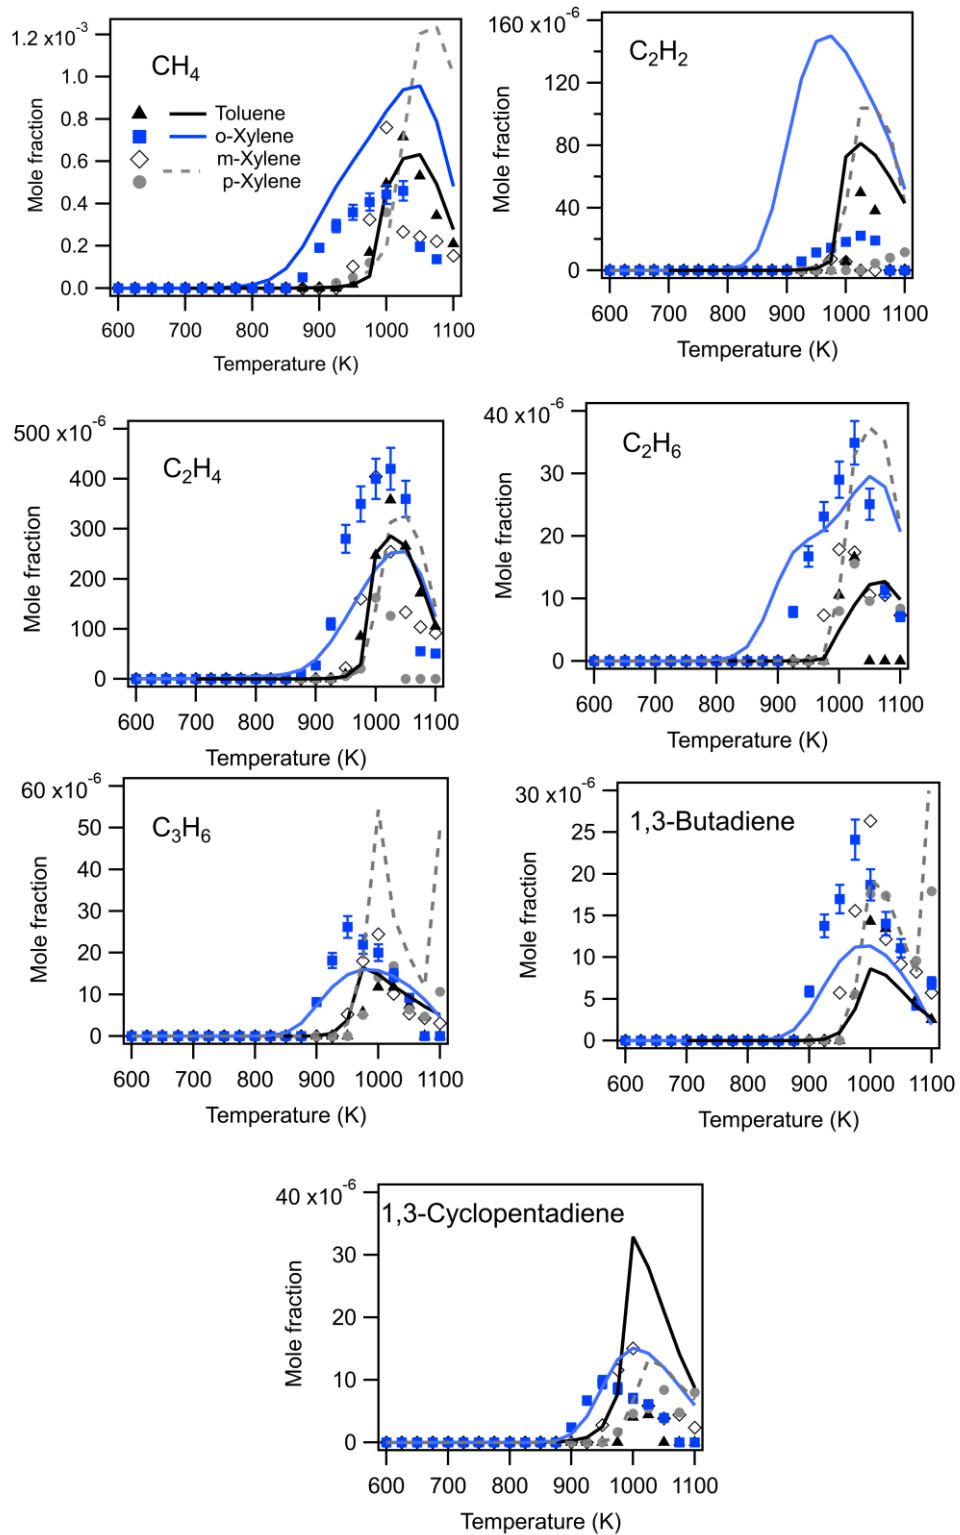 CH4
1.2 x10-3
1.0
0.8
0.6
0.4
0.2
0.0
Mole fraction
Toluene
o-Xylene
m-Xylene
p-Xylene
600 700 800 900 1000 1100
Temperature (K)
C2H2
160 x10-6
120
80
40
0
Mole fraction
600 700 800 900 1000 1100
Temperature (K)
C2H4
500 x10-6
400
300
200
100
0
Mole fraction
600 700 800 900 1000 1100
Temperature (K)
C2H6
40 x10-6
30
20
10
0
Mole fraction
600 700 800 900 1000 1100
Temperature (K)
C3H6
60 x10-6
50
40
30
20
10
0
Mole fraction
600 700 800 900 1000 1100
Temperature (K)
1,3-Butadiene
30 x10-6
25
20
15
10
5
0
Mole fraction
600 700 800 900 1000 1100
Temperature (K)
1,3-Cyclopentadiene
40 x10-6
30
20
10
0
Mole fraction
600 700 800 900 1000 1100
Temperature (K)